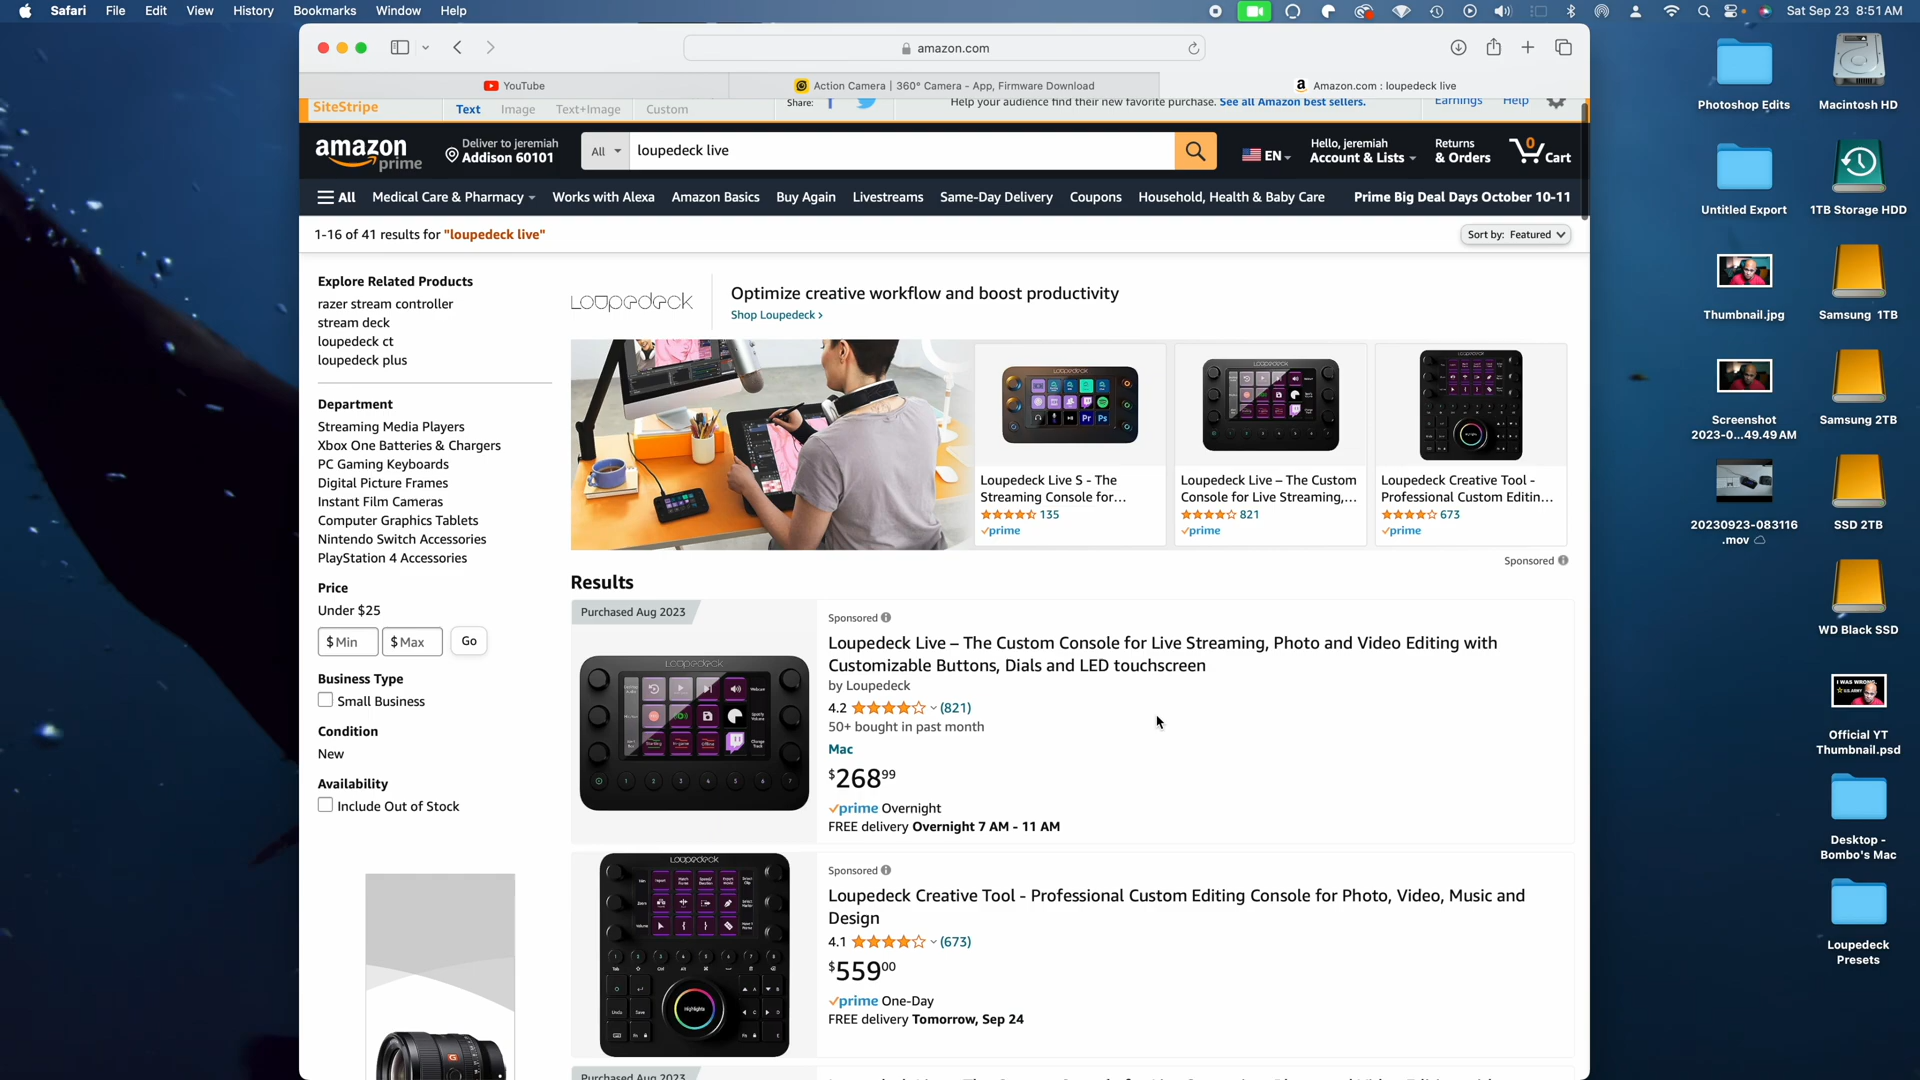 Safari File Edit View History Bookmarks Window Help
Sat Sep 23 8:51 AM
amazon.com
YouTube
Action Camera | 360° Camera - App, Firmware Download
Amazon.com : loupedeck live
SiteStripe
Text Image Text+Image Custom
Share:
Help your audience find their new favorite purchase. See all Amazon best sellers.
Earnings Help
amazon
prime
Deliver to jeremiah
Addison 60101
All
loupedeck live
EN
Hello, jeremiah
Account & Lists
Returns
& Orders
0
Cart
All Medical Care & Pharmacy Works with Alexa Amazon Basics Buy Again Livestreams Same-Day Delivery Coupons Household, Health & Baby Care Prime Big Deal Days October 10-11
1-16 of 41 results for "loupedeck live"
Sort by: Featured
Explore Related Products
razer stream controller
stream deck
loupedeck ct
loupedeck plus
Department
Streaming Media Players
Xbox One Batteries & Chargers
PC Gaming Keyboards
Digital Picture Frames
Instant Film Cameras
Computer Graphics Tablets
Nintendo Switch Accessories
PlayStation 4 Accessories
Price
Under $25
$ Min $ Max Go
Business Type
Small Business
Condition
New
Availability
Include Out of Stock
LOUPEDECK
Optimize creative workflow and boost productivity
Shop Loupedeck ›
Loupedeck Live S - The
Streaming Console for...
135
prime
Loupedeck Live – The Custom
Console for Live Streaming,...
821
prime
Loupedeck Creative Tool -
Professional Custom Editin...
673
prime
Sponsored
Results
Purchased Aug 2023
Sponsored
Loupedeck Live – The Custom Console for Live Streaming, Photo and Video Editing with
Customizable Buttons, Dials and LED touchscreen
by Loupedeck
4.2 (821)
50+ bought in past month
Mac
$268 99
prime Overnight
FREE delivery Overnight 7 AM - 11 AM
LOUPEDECK
1 2 3 4 5 6 7
LOUPEDECK
Highlights
Sponsored
Loupedeck Creative Tool - Professional Custom Editing Console for Photo, Video, Music and
Design
4.1 (673)
$559 00
prime One-Day
FREE delivery Tomorrow, Sep 24
Purchased Aug 2023
Photoshop Edits
Macintosh HD
Untitled Export
1TB Storage HDD
Thumbnail.jpg
Samsung 1TB
Screenshot
2023-0...49.49 AM
Samsung 2TB
20230923-083116
.mov
SSD 2TB
WD Black SSD
I WAS WRONG
U.S. ARMY
Official YT
Thumbnail.psd
Desktop -
Bombo's Mac
Loupedeck
Presets